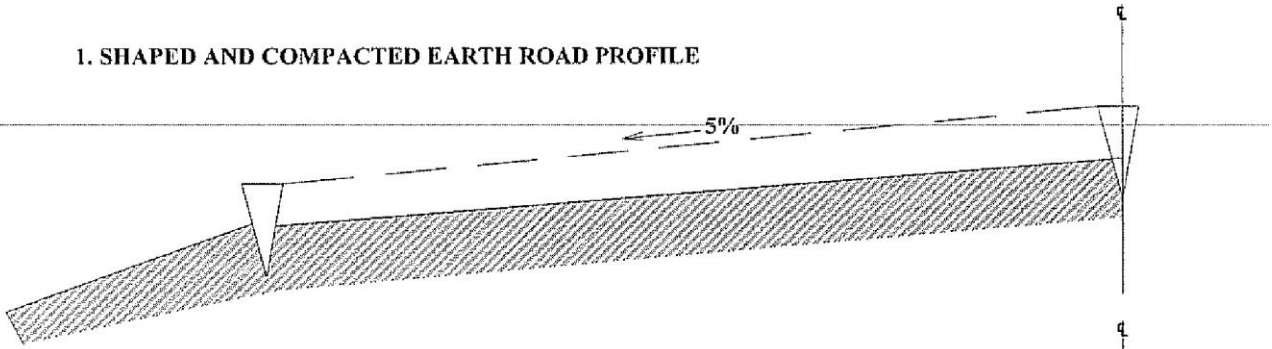 ℄
1. SHAPED AND COMPACTED EARTH ROAD PROFILE
5%
℄